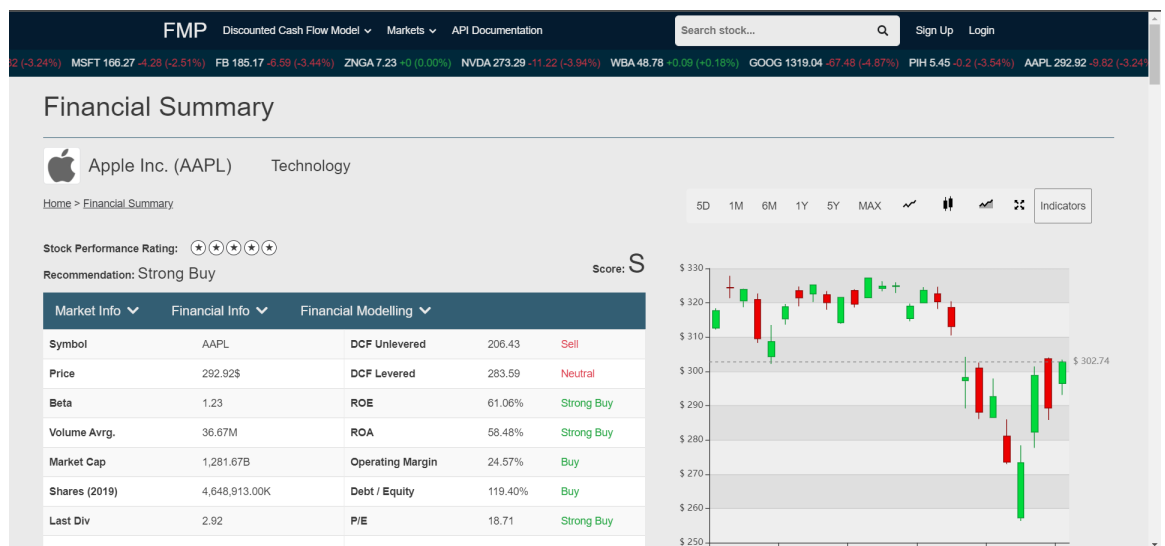 FMP Discounted Cash Flow Model Markets API Documentation Search stock... Sign Up Login
(-3.24%) MSFT 166.27 -4.28 (-2.51%) FB 185.17 -6.59 (-3.44%) ZNGA 7.23 +0 (0.00%) NVDA 273.29 -11.22 (-3.94%) WBA 48.78 +0.09 (+0.18%) GOOG 1319.04 -67.48 (-4.87%) PIH 5.45 -0.2 (-3.54%) AAPL 292.92 -9.82 (-3.24%
Financial Summary
Apple Inc. (AAPL) Technology
Home > Financial Summary
5D 1M 6M 1Y 5Y MAX Indicators
Stock Performance Rating:
Recommendation: Strong Buy
Score: S
Market Info Financial Info Financial Modelling
Symbol AAPL DCF Unlevered 206.43 Sell
Price 292.92$ DCF Levered 283.59 Neutral
Beta 1.23 ROE 61.06% Strong Buy
Volume Avrg. 36.67M ROA 58.48% Strong Buy
Market Cap 1,281.67B Operating Margin 24.57% Buy
Shares (2019) 4,648,913.00K Debt / Equity 119.40% Buy
Last Div 2.92 P/E 18.71 Strong Buy
$ 330
$ 320
$ 310
$ 302.74
$ 300
$ 290
$ 280
$ 270
$ 260
$ 250